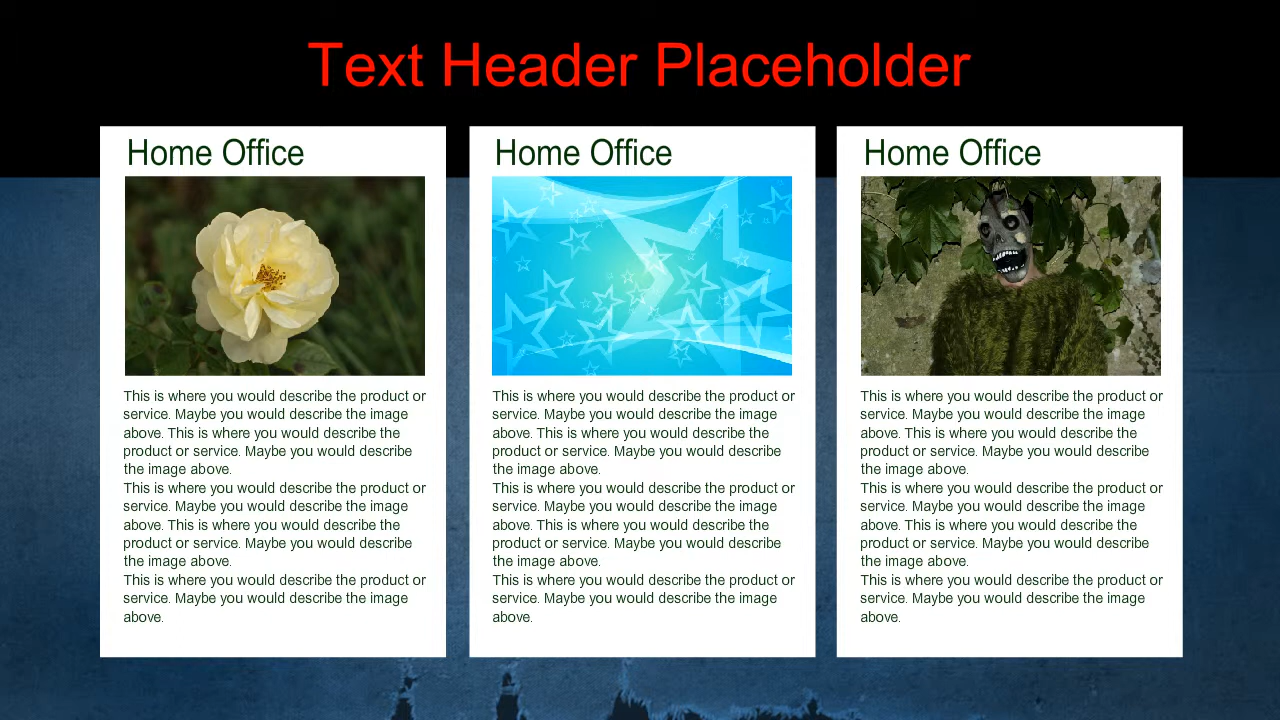 Text Header Placeholder
Home Office
This is where you would describe the product or
service. Maybe you would describe the image
above. This is where you would describe the
product or service. Maybe you would describe
the image above.
This is where you would describe the product or
service. Maybe you would describe the image
above. This is where you would describe the
product or service. Maybe you would describe
the image above.
This is where you would describe the product or
service. Maybe you would describe the image
above.
Home Office
This is where you would describe the product or
service. Maybe you would describe the image
above. This is where you would describe the
product or service. Maybe you would describe
the image above.
This is where you would describe the product or
service. Maybe you would describe the image
above. This is where you would describe the
product or service. Maybe you would describe
the image above.
This is where you would describe the product or
service. Maybe you would describe the image
above.
Home Office
This is where you would describe the product or
service. Maybe you would describe the image
above. This is where you would describe the
product or service. Maybe you would describe
the image above.
This is where you would describe the product or
service. Maybe you would describe the image
above. This is where you would describe the
product or service. Maybe you would describe
the image above.
This is where you would describe the product or
service. Maybe you would describe the image
above.